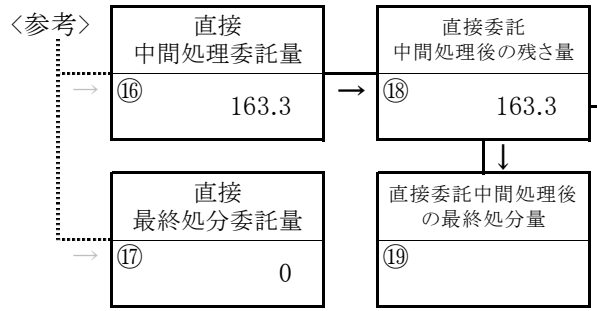 〈参考〉
直接
中間処理委託量
→
⑯
163.3
→
直接委託
中間処理後の残さ量
⑱
163.3
↓
直接
最終処分委託量
→
⑰
0
直接委託中間処理後
の最終処分量
⑲